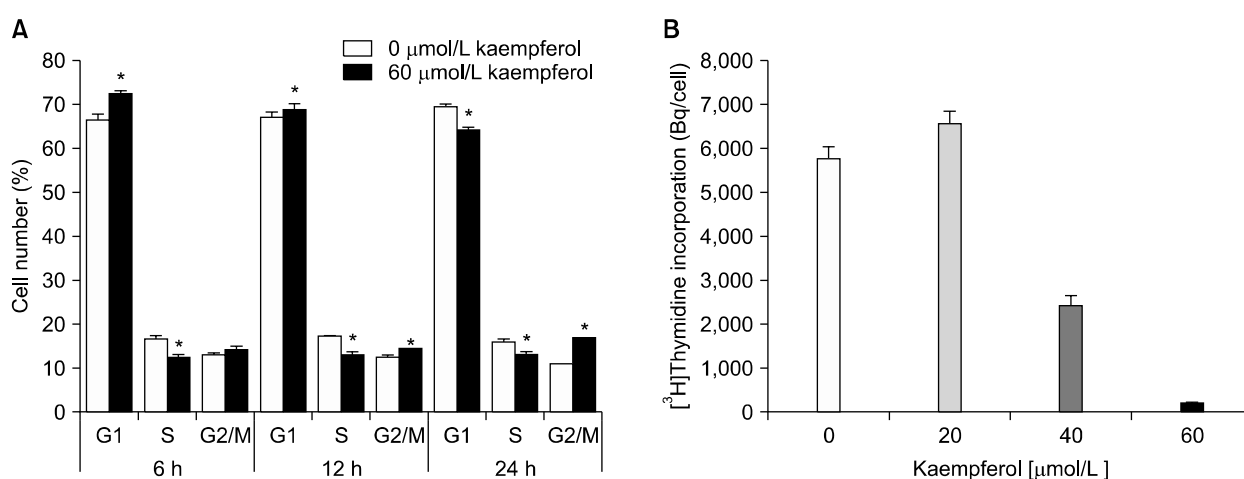 A
80
70
60
50
40
30
20
10
0
Cell number (%)
0 μmol/L kaempferol
60 μmol/L kaempferol
*
*
*
*
*
*
*
*
G1 S G2/M G1 S G2/M G1 S G2/M
6 h 12 h 24 h
B
8,000
7,000
6,000
5,000
4,000
3,000
2,000
1,000
0
[³H]Thymidine incorporation (Bq/cell)
0 20 40 60
Kaempferol [μmol/L ]